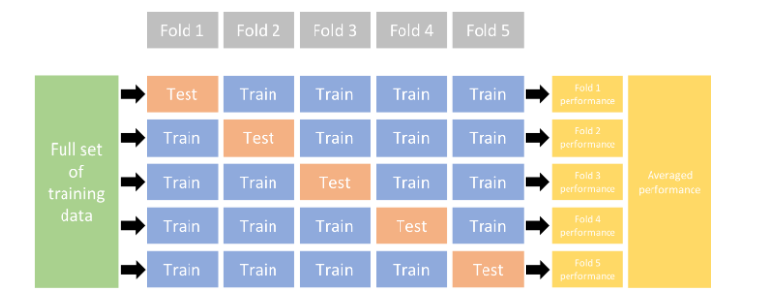 Fold 1 Fold 2 Fold 3 Fold 4 Fold 5
Full set
of
training
data
Test Train Train Train Train
Fold 1
performance
Train Test Train Train Train
Fold 2
performance
Train Train Test Train Train
Fold 3
performance
Train Train Train Test Train
Fold 4
performance
Train Train Train Train Test
Fold 5
performance
Averaged
performance